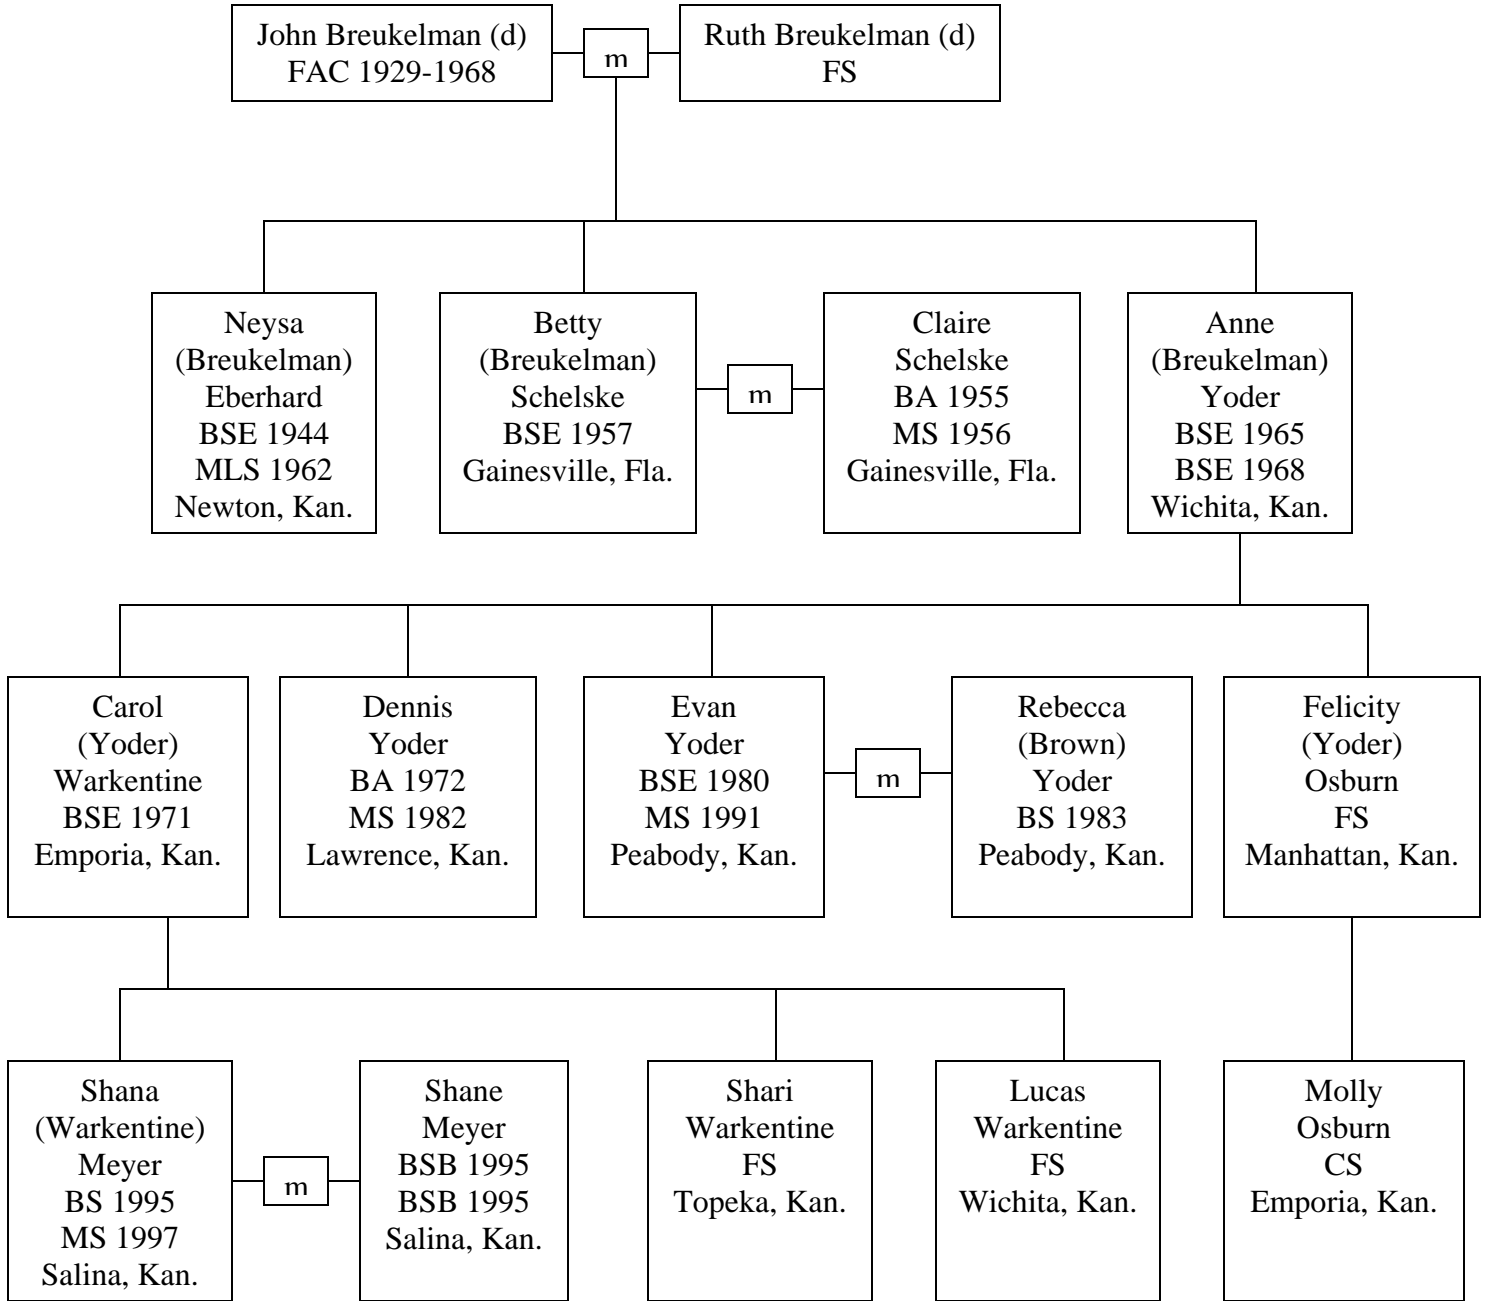 John Breukelman (d)
FAC 1929-1968
m
Ruth Breukelman (d)
FS
Neysa
(Breukelman)
Eberhard
BSE 1944
MLS 1962
Newton, Kan.
Betty
(Breukelman)
Schelske
BSE 1957
Gainesville, Fla.
m
Claire
Schelske
BA 1955
MS 1956
Gainesville, Fla.
Anne
(Breukelman)
Yoder
BSE 1965
BSE 1968
Wichita, Kan.
Carol
(Yoder)
Warkentine
BSE 1971
Emporia, Kan.
Dennis
Yoder
BA 1972
MS 1982
Lawrence, Kan.
Evan
Yoder
BSE 1980
MS 1991
Peabody, Kan.
m
Rebecca
(Brown)
Yoder
BS 1983
Peabody, Kan.
Felicity
(Yoder)
Osburn
FS
Manhattan, Kan.
Shana
(Warkentine)
Meyer
BS 1995
MS 1997
Salina, Kan.
m
Shane
Meyer
BSB 1995
BSB 1995
Salina, Kan.
Shari
Warkentine
FS
Topeka, Kan.
Lucas
Warkentine
FS
Wichita, Kan.
Molly
Osburn
CS
Emporia, Kan.